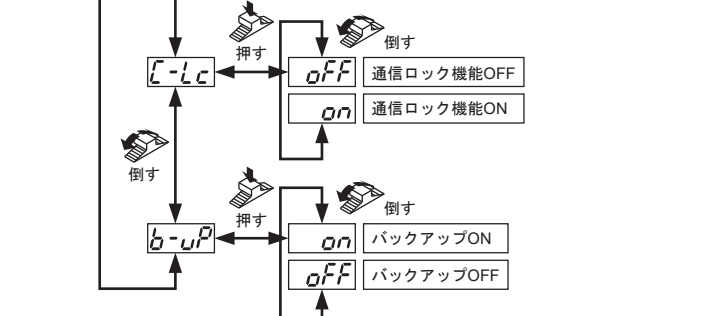 押す
倒す
C-Lc
oFF
通信ロック機能OFF
on
通信ロック機能ON
倒す
押す
倒す
b-uP
on
バックアップON
oFF
バックアップOFF